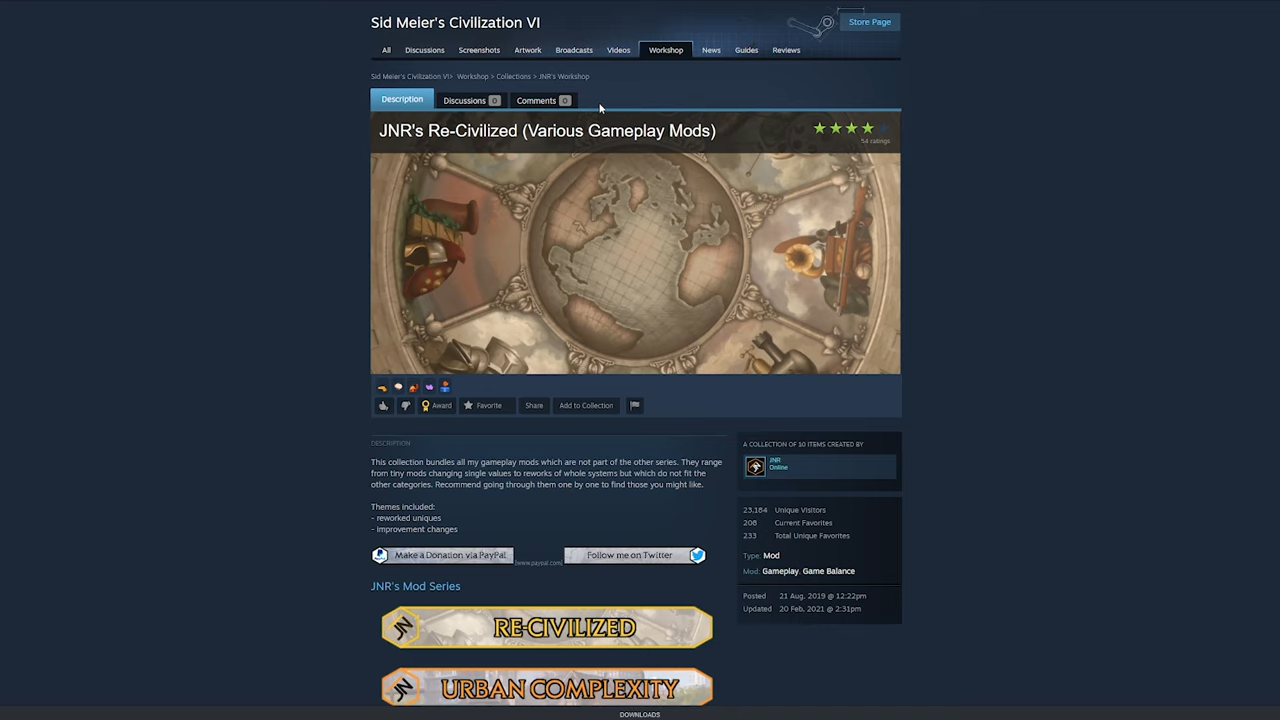 Sid Meier's Civilization VI
Store Page
All Discussions Screenshots Artwork Broadcasts Videos Workshop News Guides Reviews
Sid Meier's Civilization VI> Workshop > Collections > JNR's Workshop
Description Discussions 0 Comments 0
JNR's Re-Civilized (Various Gameplay Mods)
54 ratings
Award Favorite Share Add to Collection
DESCRIPTION
This collection bundles all my gameplay mods which are not part of the other series. They range
from tiny mods changing single values to reworks of whole systems but which do not fit the
other categories. Recommend going through them one by one to find those you might like.
Themes included:
- reworked uniques
- improvement changes
Make a Donation via PayPal [www.paypal.com] Follow me on Twitter
JNR's Mod Series
RE-CIVILIZED
URBAN COMPLEXITY
A COLLECTION OF 10 ITEMS CREATED BY
JNR
Online
23,184 Unique Visitors
208 Current Favorites
233 Total Unique Favorites
Type: Mod
Mod: Gameplay, Game Balance
Posted 21 Aug, 2019 @ 12:22pm
Updated 20 Feb, 2021 @ 2:31pm
DOWNLOADS